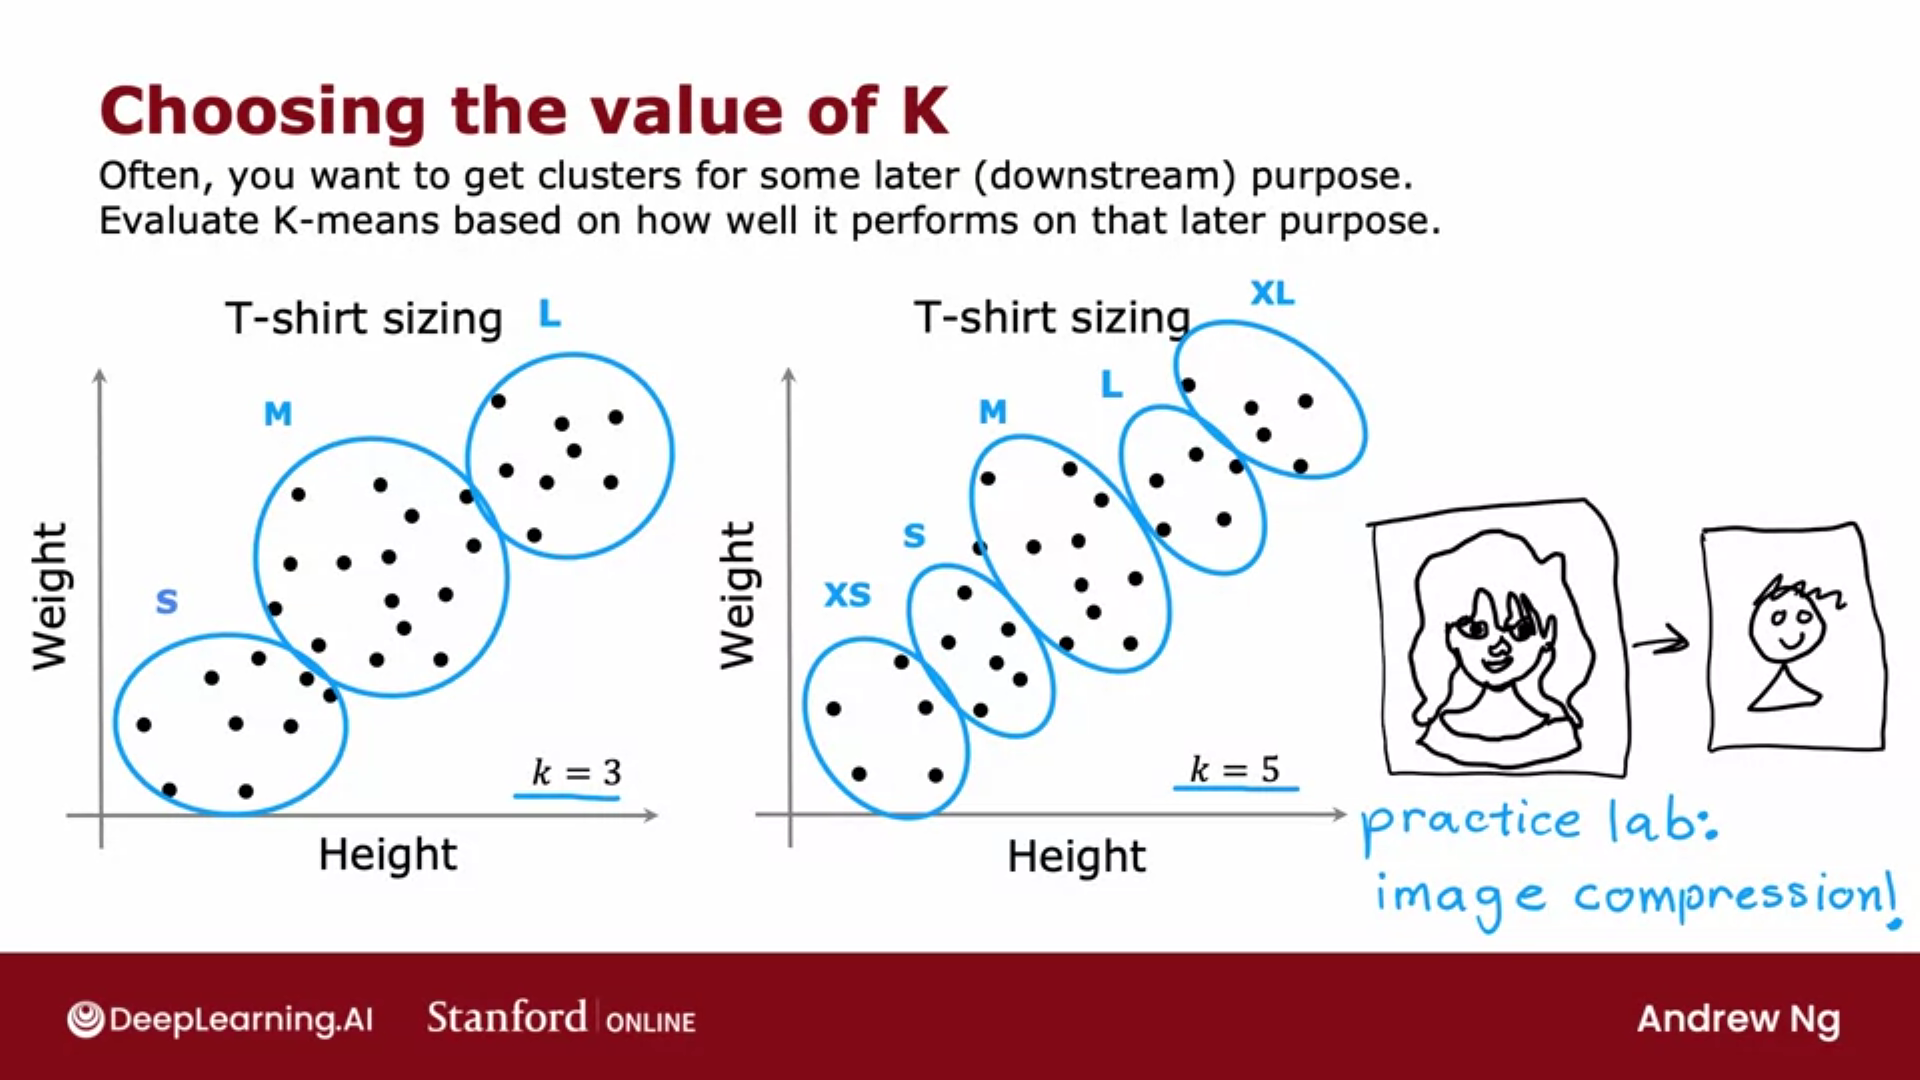 Choosing the value of K
Often, you want to get clusters for some later (downstream) purpose.
Evaluate K-means based on how well it performs on that later purpose.
T-shirt sizing
L
M
S
Weight
k = 3
Height
T-shirt sizing
XL
L
M
S
XS
Weight
k = 5
Height
practice lab:
image compression!
DeepLearning.AI
Stanford ONLINE
Andrew Ng